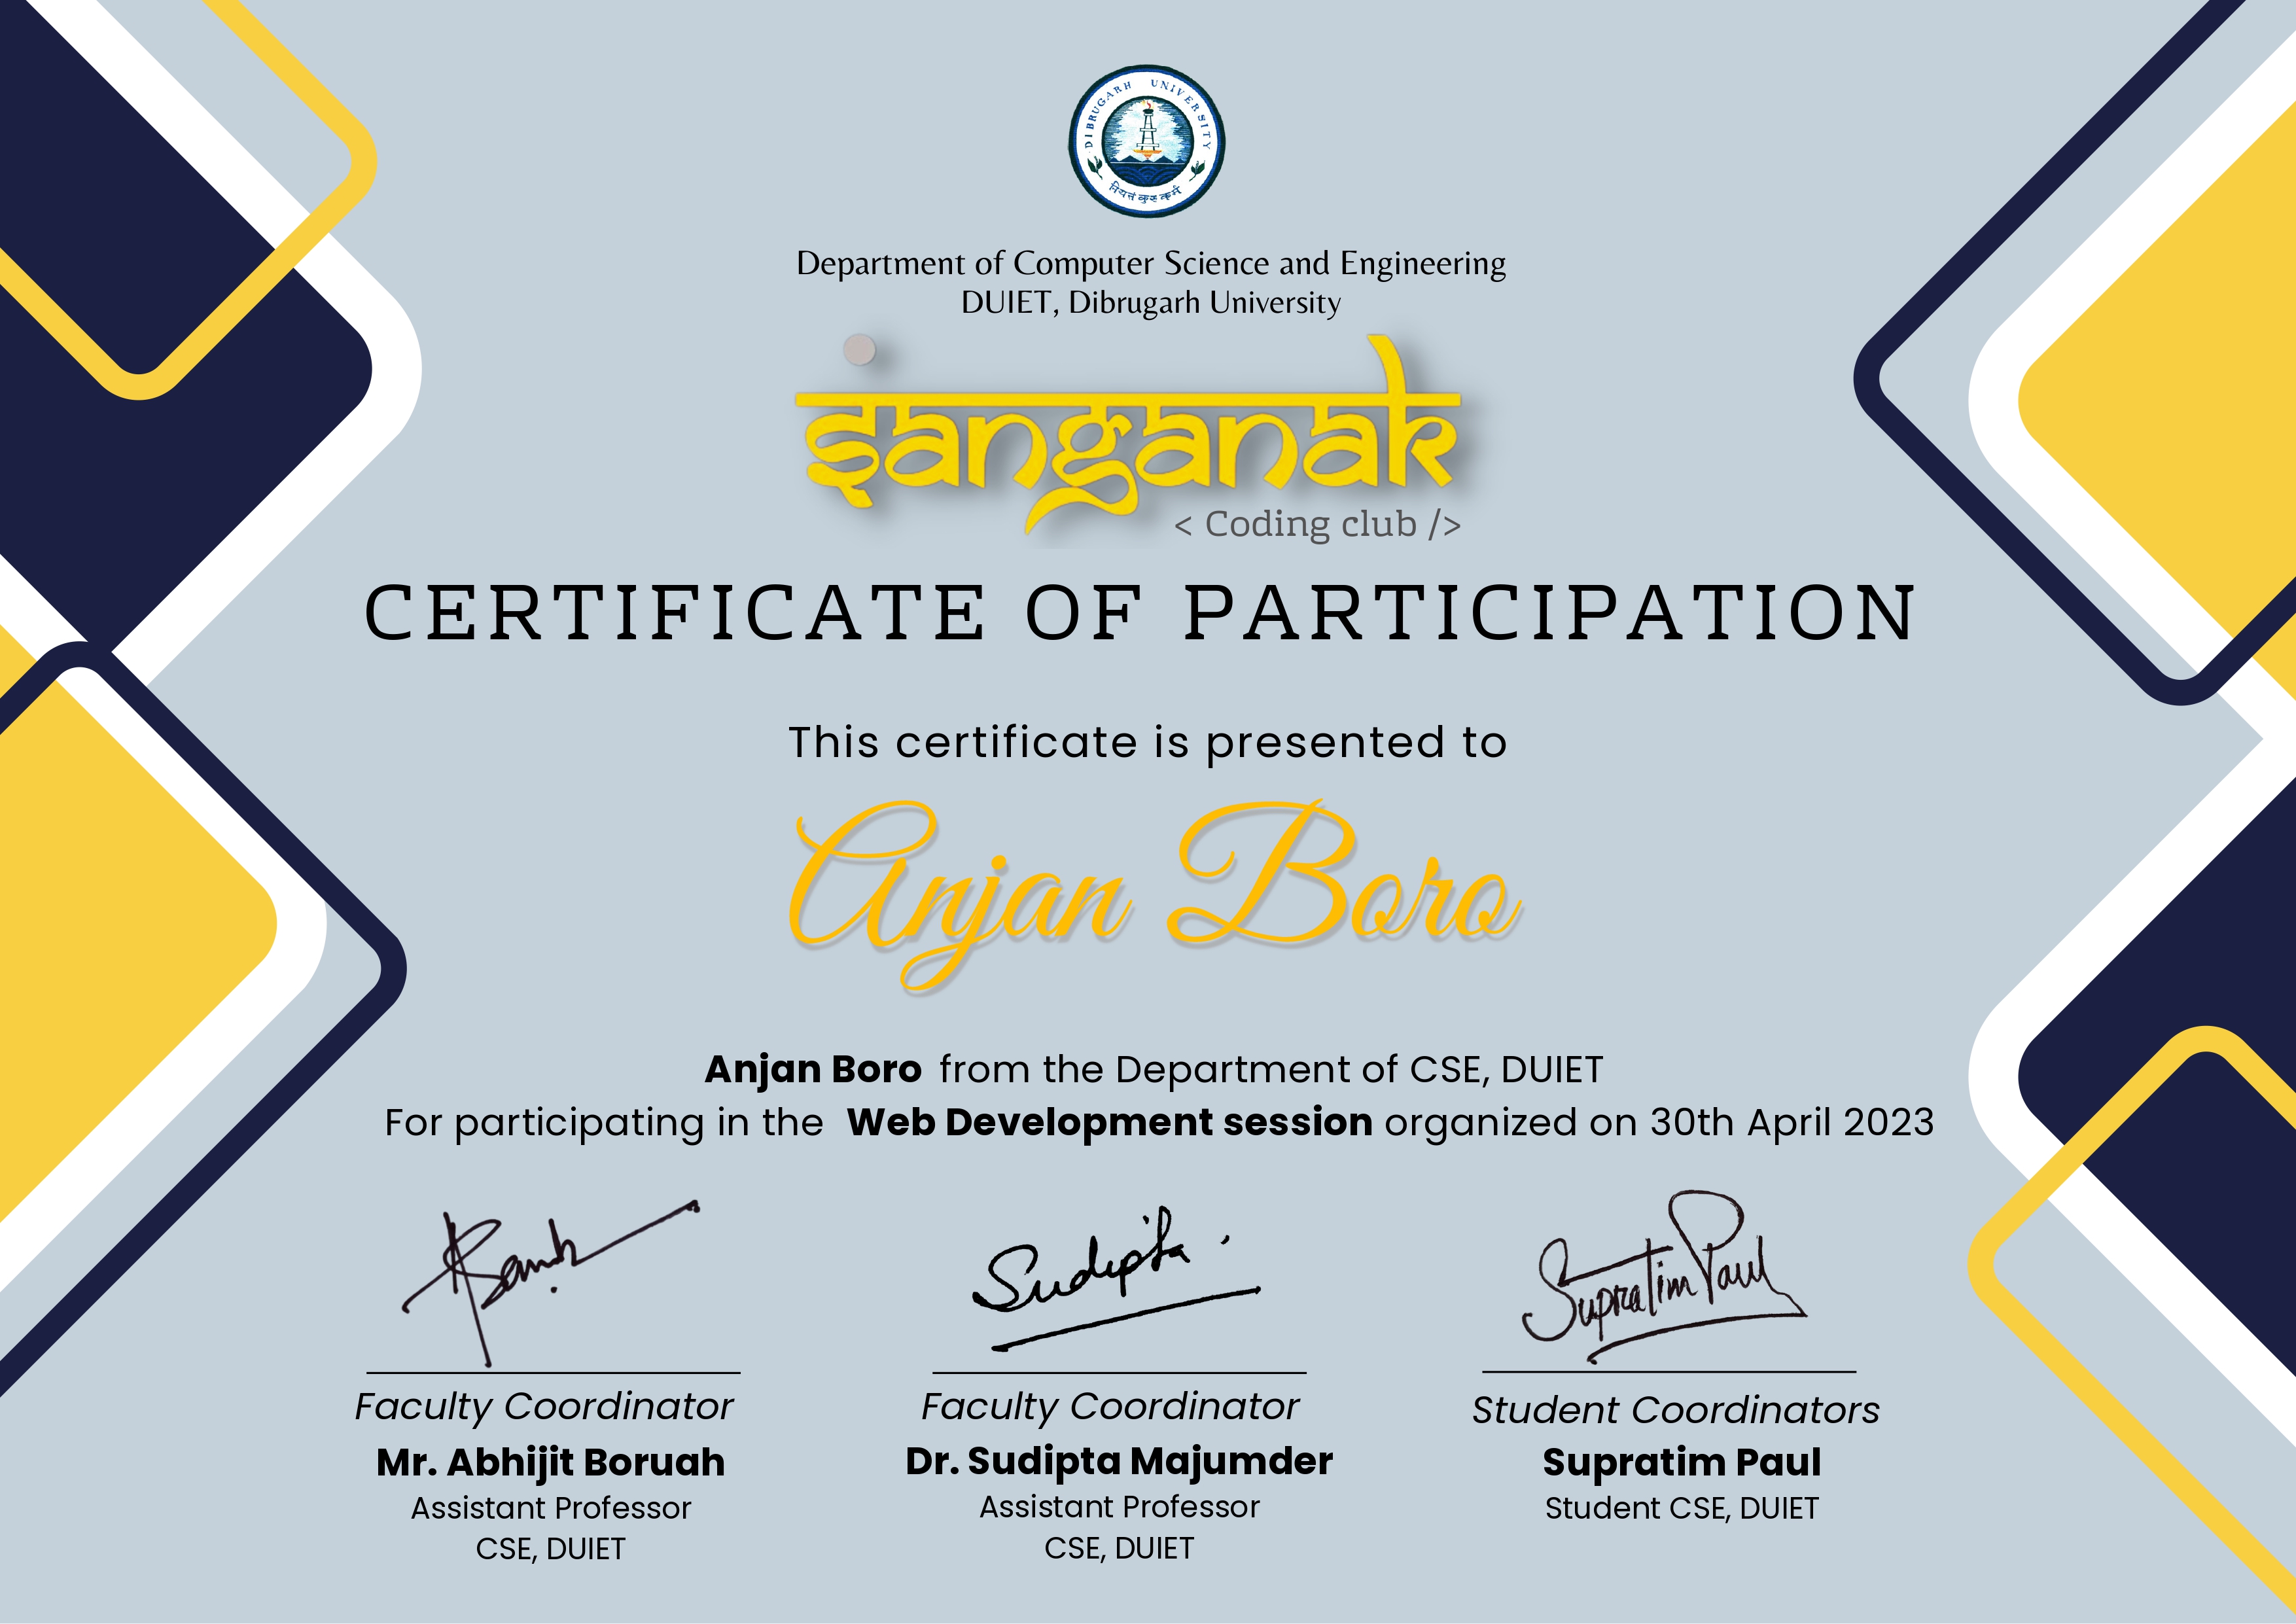 DIBRUGARH UNIVERSITY
नियतं कुरु कर्म
Department of Computer Science and Engineering
DUIET, Dibrugarh University
sanganak
< Coding club />
CERTIFICATE OF PARTICIPATION
This certificate is presented to
Anjan Boro
Anjan Boro from the Department of CSE, DUIET
For participating in the Web Development session organized on 30th April 2023
Sudipta
Supratim Paul
Faculty Coordinator
Mr. Abhijit Boruah
Assistant Professor
CSE, DUIET
Faculty Coordinator
Dr. Sudipta Majumder
Assistant Professor
CSE, DUIET
Student Coordinators
Supratim Paul
Student CSE, DUIET